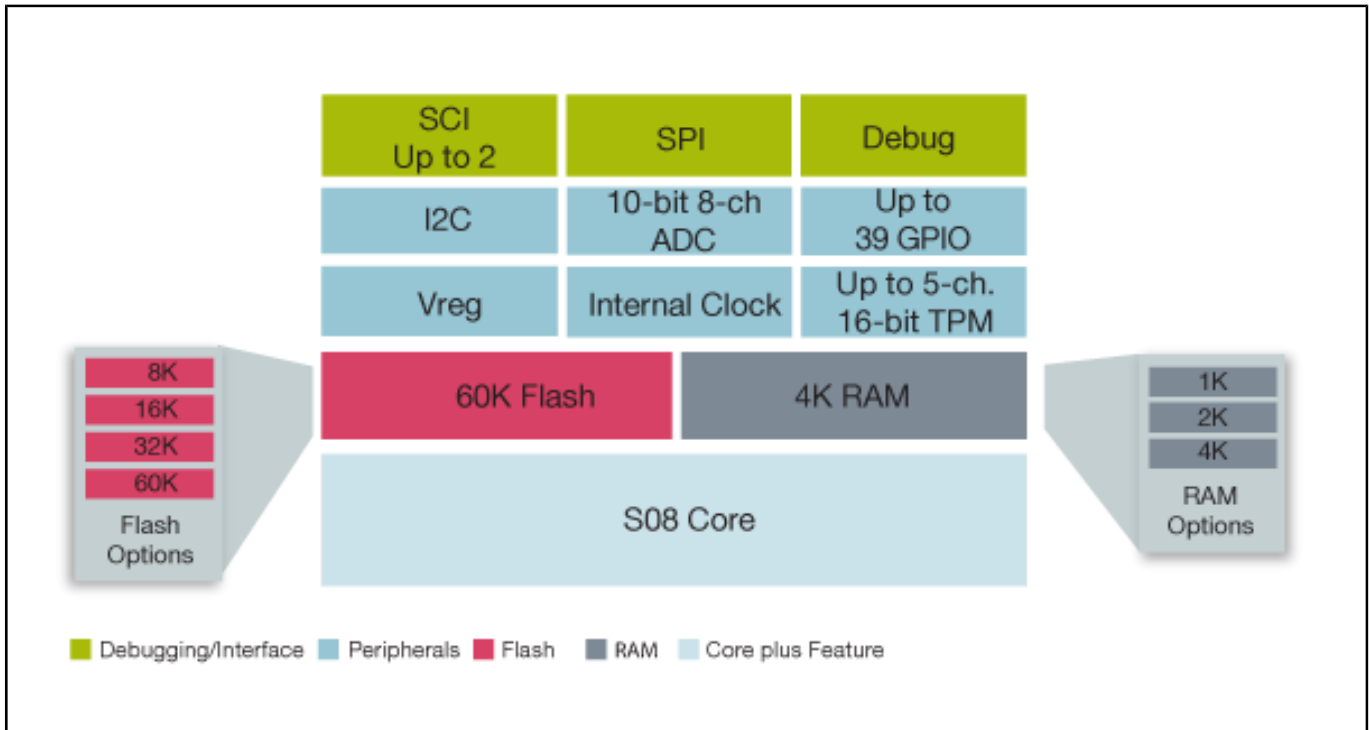 SCI
Up to 2
SPI
Debug
I2C
10-bit 8-ch
ADC
Up to
39 GPIO
Vreg
Internal Clock
Up to 5-ch.
16-bit TPM
8K
16K
32K
60K
Flash
Options
60K Flash
4K RAM
1K
2K
4K
RAM
Options
S08 Core
Debugging/Interface
Peripherals
Flash
RAM
Core plus Feature